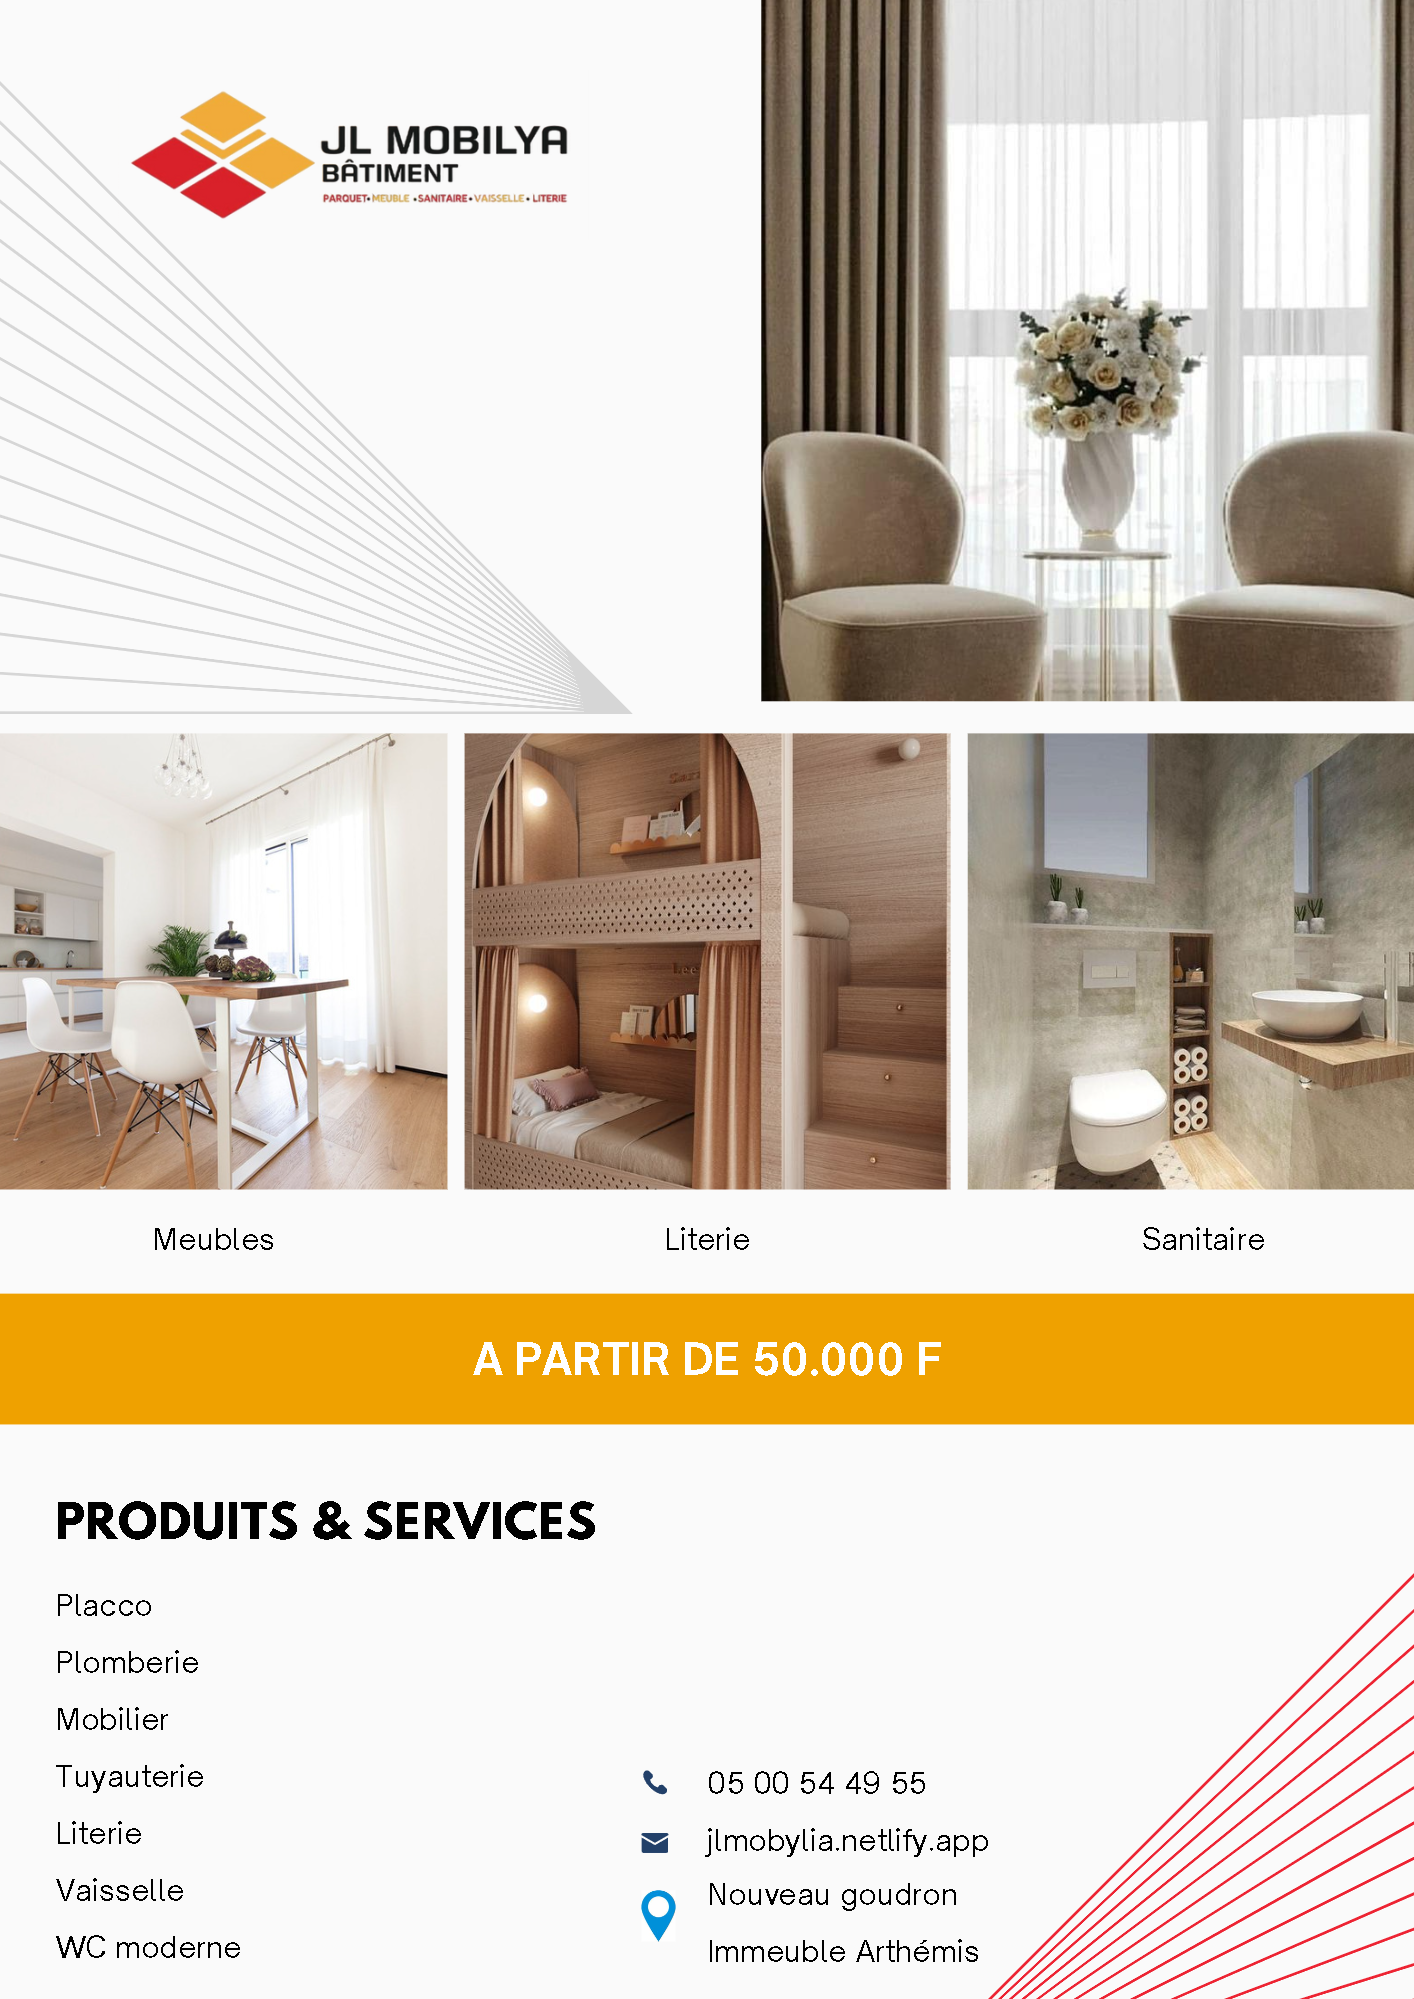 JL MOBILYA
BÂTIMENT
PARQUET• MEUBLE • SANITAIRE• VAISSELLE • LITERIE
Meubles
Literie
Sanitaire
A PARTIR DE 50.000 F
PRODUITS & SERVICES
Placco
Plomberie
Mobilier
Tuyauterie
Literie
Vaisselle
WC moderne
05 00 54 49 55
jlmobylia.netlify.app
Nouveau goudron
Immeuble Arthémis